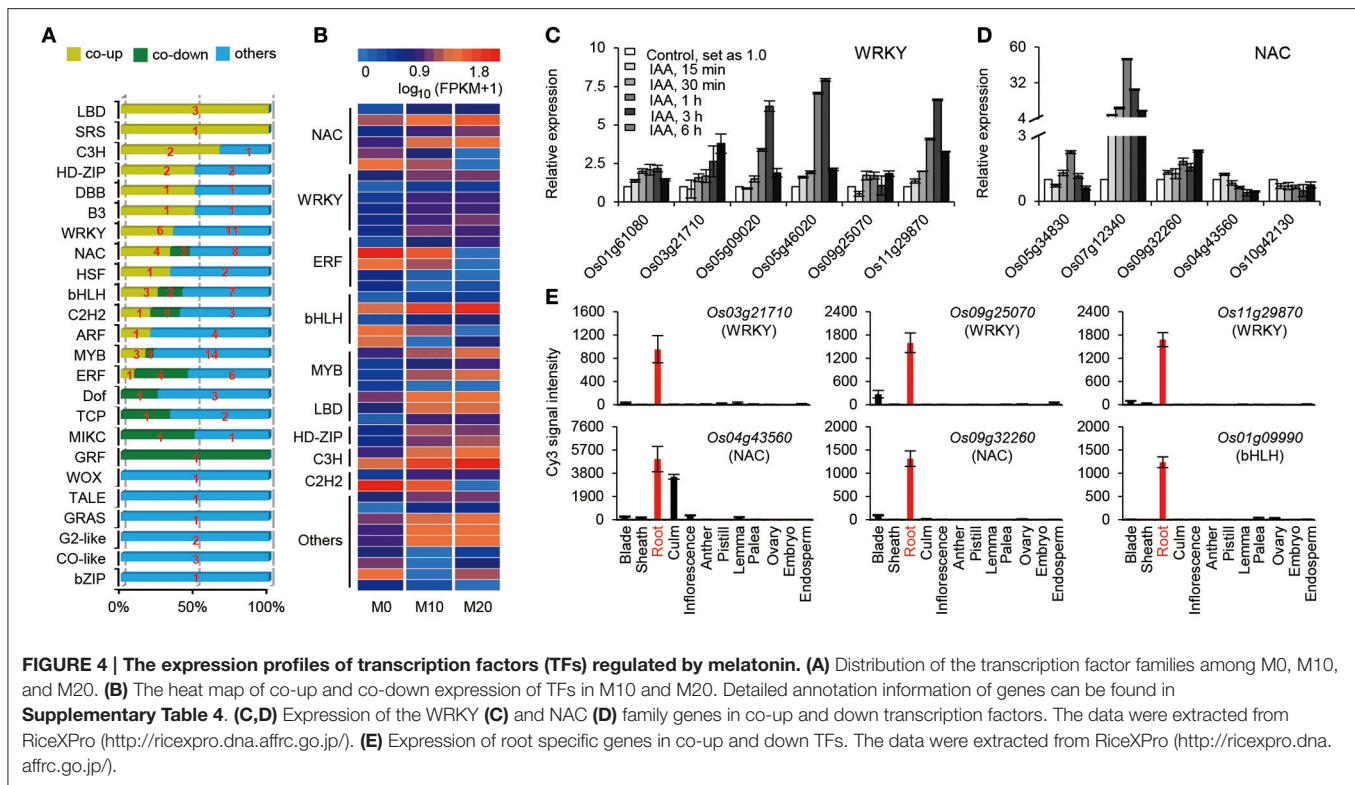 A
co-up co-down others
LBD 3
SRS 1
C3H 2 1
HD-ZIP 2 2
DBB 1 1
B3 1 1
WRKY 6 11
NAC 4 3 8
HSF 1 2
bHLH 3 2 7
C2H2 1 1 3
ARF 1 4
MYB 3 1 14
ERF 1 4 6
Dof 1 3
TCP 1 2
MIKC 1 1
GRF 1
WOX 1
TALE 1
GRAS 1
G2-like 2
CO-like 3
bZIP 1
0% 50% 100%
B
0 0.9 1.8
log10 (FPKM+1)
NAC
WRKY
ERF
bHLH
MYB
LBD
HD-ZIP
C3H
C2H2
Others
M0 M10 M20
C
WRKY
Relative expression
10
7.5
5
2.5
0
Control, set as 1.0
IAA, 15 min
IAA, 30 min
IAA, 1 h
IAA, 3 h
IAA, 6 h
Os01g61080 Os03g21710 Os05g09020 Os05g46020 Os09g25070 Os11g29870
D
NAC
Relative expression
60
32
4
3
0
Os05g34830 Os07g12340 Os09g32260 Os04g43560 Os10g42130
E
Cy3 signal intensity
1600
1200
800
400
0
Os03g21710
(WRKY)
2400
1800
1200
600
0
Os09g25070
(WRKY)
2400
1800
1200
600
0
Os11g29870
(WRKY)
7600
5700
3800
1900
0
Os04g43560
(NAC)
2000
1500
1000
500
0
Os09g32260
(NAC)
2000
1500
1000
500
0
Os01g09990
(bHLH)
Blade Sheath Root Culm Inflorescence Anther Pistill Lemma Palea Ovary Embryo Endosperm
Blade Sheath Root Culm Inflorescence Anther Pistill Lemma Palea Ovary Embryo Endosperm
Blade Sheath Root Culm Inflorescence Anther Pistill Lemma Palea Ovary Embryo Endosperm
FIGURE 4 | The expression profiles of transcription factors (TFs) regulated by melatonin. (A) Distribution of the transcription factor families among M0, M10,
and M20. (B) The heat map of co-up and co-down expression of TFs in M10 and M20. Detailed annotation information of genes can be found in
Supplementary Table 4. (C,D) Expression of the WRKY (C) and NAC (D) family genes in co-up and down transcription factors. The data were extracted from
RiceXPro (http://ricexpro.dna.affrc.go.jp/). (E) Expression of root specific genes in co-up and down TFs. The data were extracted from RiceXPro (http://ricexpro.dna.
affrc.go.jp/).